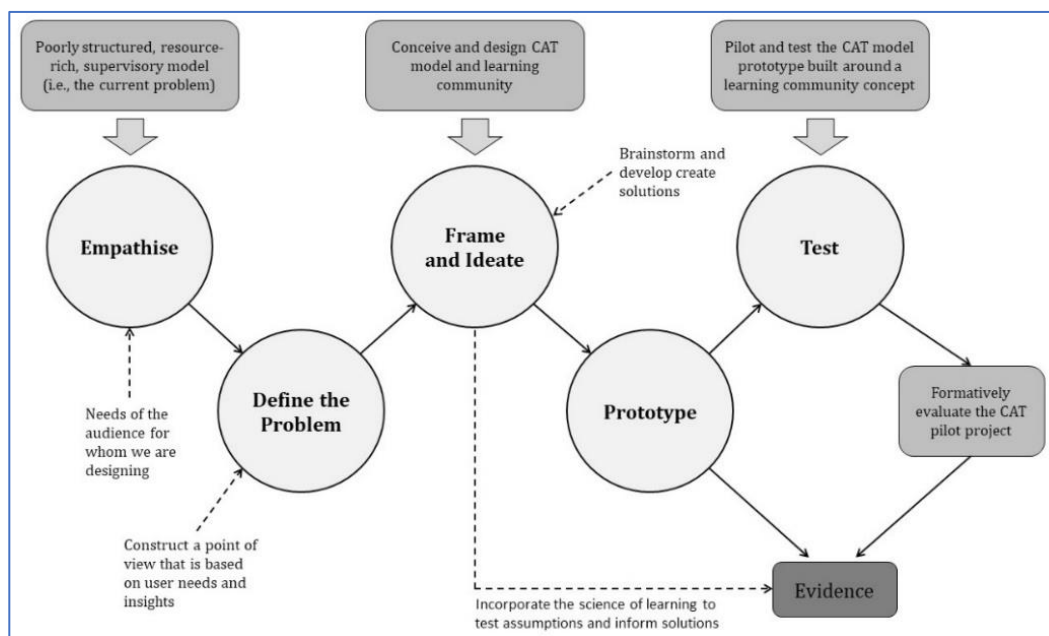 Poorly structured, resource-
rich, supervisory model
(i.e., the current problem)
Conceive and design CAT
model and learning
community
Pilot and test the CAT model
prototype built around a
learning community concept
Brainstorm and
develop create
solutions
Empathise
Frame
and Ideate
Test
Define the
Problem
Prototype
Formatively
evaluate the CAT
pilot project
Needs of the
audience for
whom we are
designing
Construct a point of
view that is based
on user needs and
insights
Evidence
Incorporate the science of learning to
test assumptions and inform solutions